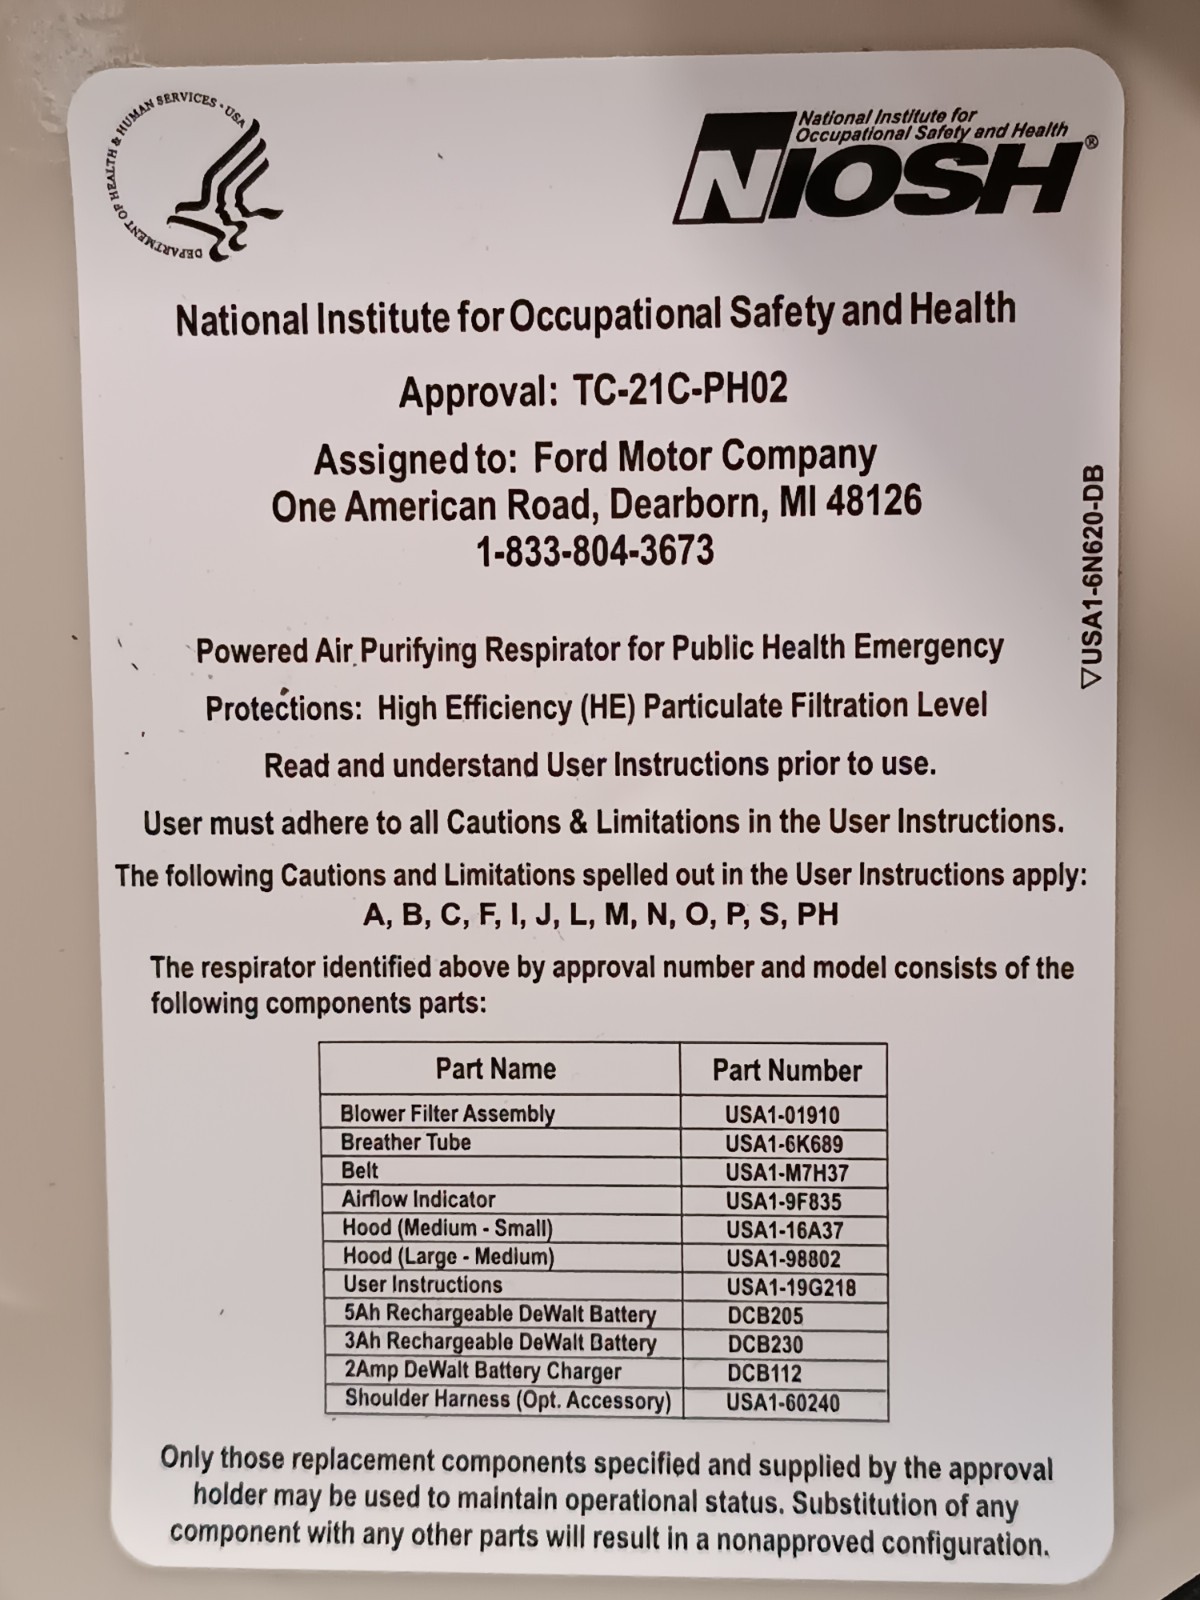 DEPARTMENT OF HEALTH & HUMAN SERVICES • USA
National Institute for
Occupational Safety and Health
NIOSH®
National Institute for Occupational Safety and Health
Approval: TC-21C-PH02
Assigned to: Ford Motor Company
One American Road, Dearborn, MI 48126
1-833-804-3673
▽USA1-6N620-DB
Powered Air Purifying Respirator for Public Health Emergency
Protections: High Efficiency (HE) Particulate Filtration Level
Read and understand User Instructions prior to use.
User must adhere to all Cautions & Limitations in the User Instructions.
The following Cautions and Limitations spelled out in the User Instructions apply:
A, B, C, F, I, J, L, M, N, O, P, S, PH
The respirator identified above by approval number and model consists of the
following components parts:
Part Name Part Number
Blower Filter Assembly USA1-01910
Breather Tube USA1-6K689
Belt USA1-M7H37
Airflow Indicator USA1-9F835
Hood (Medium - Small) USA1-16A37
Hood (Large - Medium) USA1-98802
User Instructions USA1-19G218
5Ah Rechargeable DeWalt Battery DCB205
3Ah Rechargeable DeWalt Battery DCB230
2Amp DeWalt Battery Charger DCB112
Shoulder Harness (Opt. Accessory) USA1-60240
Only those replacement components specified and supplied by the approval
holder may be used to maintain operational status. Substitution of any
component with any other parts will result in a nonapproved configuration.